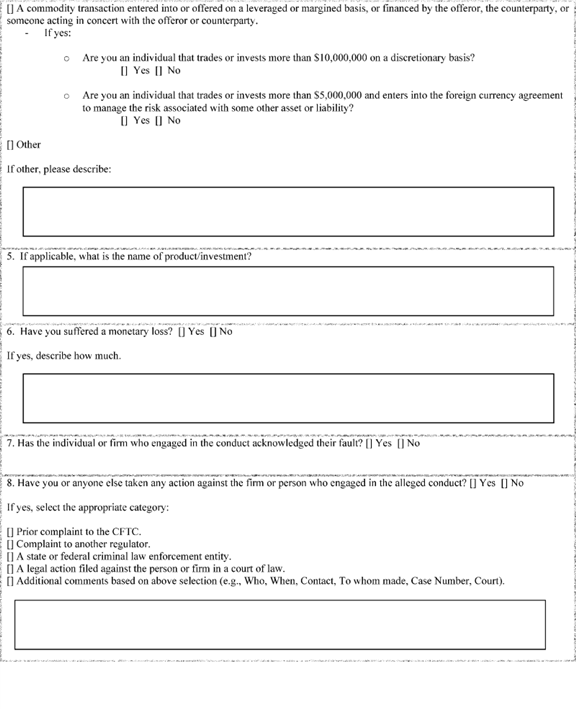 [] A commodity transaction entered into or offered on a leveraged or margined basis, or financed by the offeror, the counterparty, or
someone acting in concert with the offeror or counterparty.
- If yes:
o Are you an individual that trades or invests more than $10,000,000 on a discretionary basis?
[] Yes [] No
o Are you an individual that trades or invests more than $5,000,000 and enters into the foreign currency agreement
to manage the risk associated with some other asset or liability?
[] Yes [] No
[] Other
If other, please describe:
5. If applicable, what is the name of product/investment?
6. Have you suffered a monetary loss? [] Yes [] No
If yes, describe how much.
7. Has the individual or firm who engaged in the conduct acknowledged their fault? [] Yes [] No
8. Have you or anyone else taken any action against the firm or person who engaged in the alleged conduct? [] Yes [] No
If yes, select the appropriate category:
[] Prior complaint to the CFTC.
[] Complaint to another regulator.
[] A state or federal criminal law enforcement entity.
[] A legal action filed against the person or firm in a court of law.
[] Additional comments based on above selection (e.g., Who, When, Contact, To whom made, Case Number, Court).